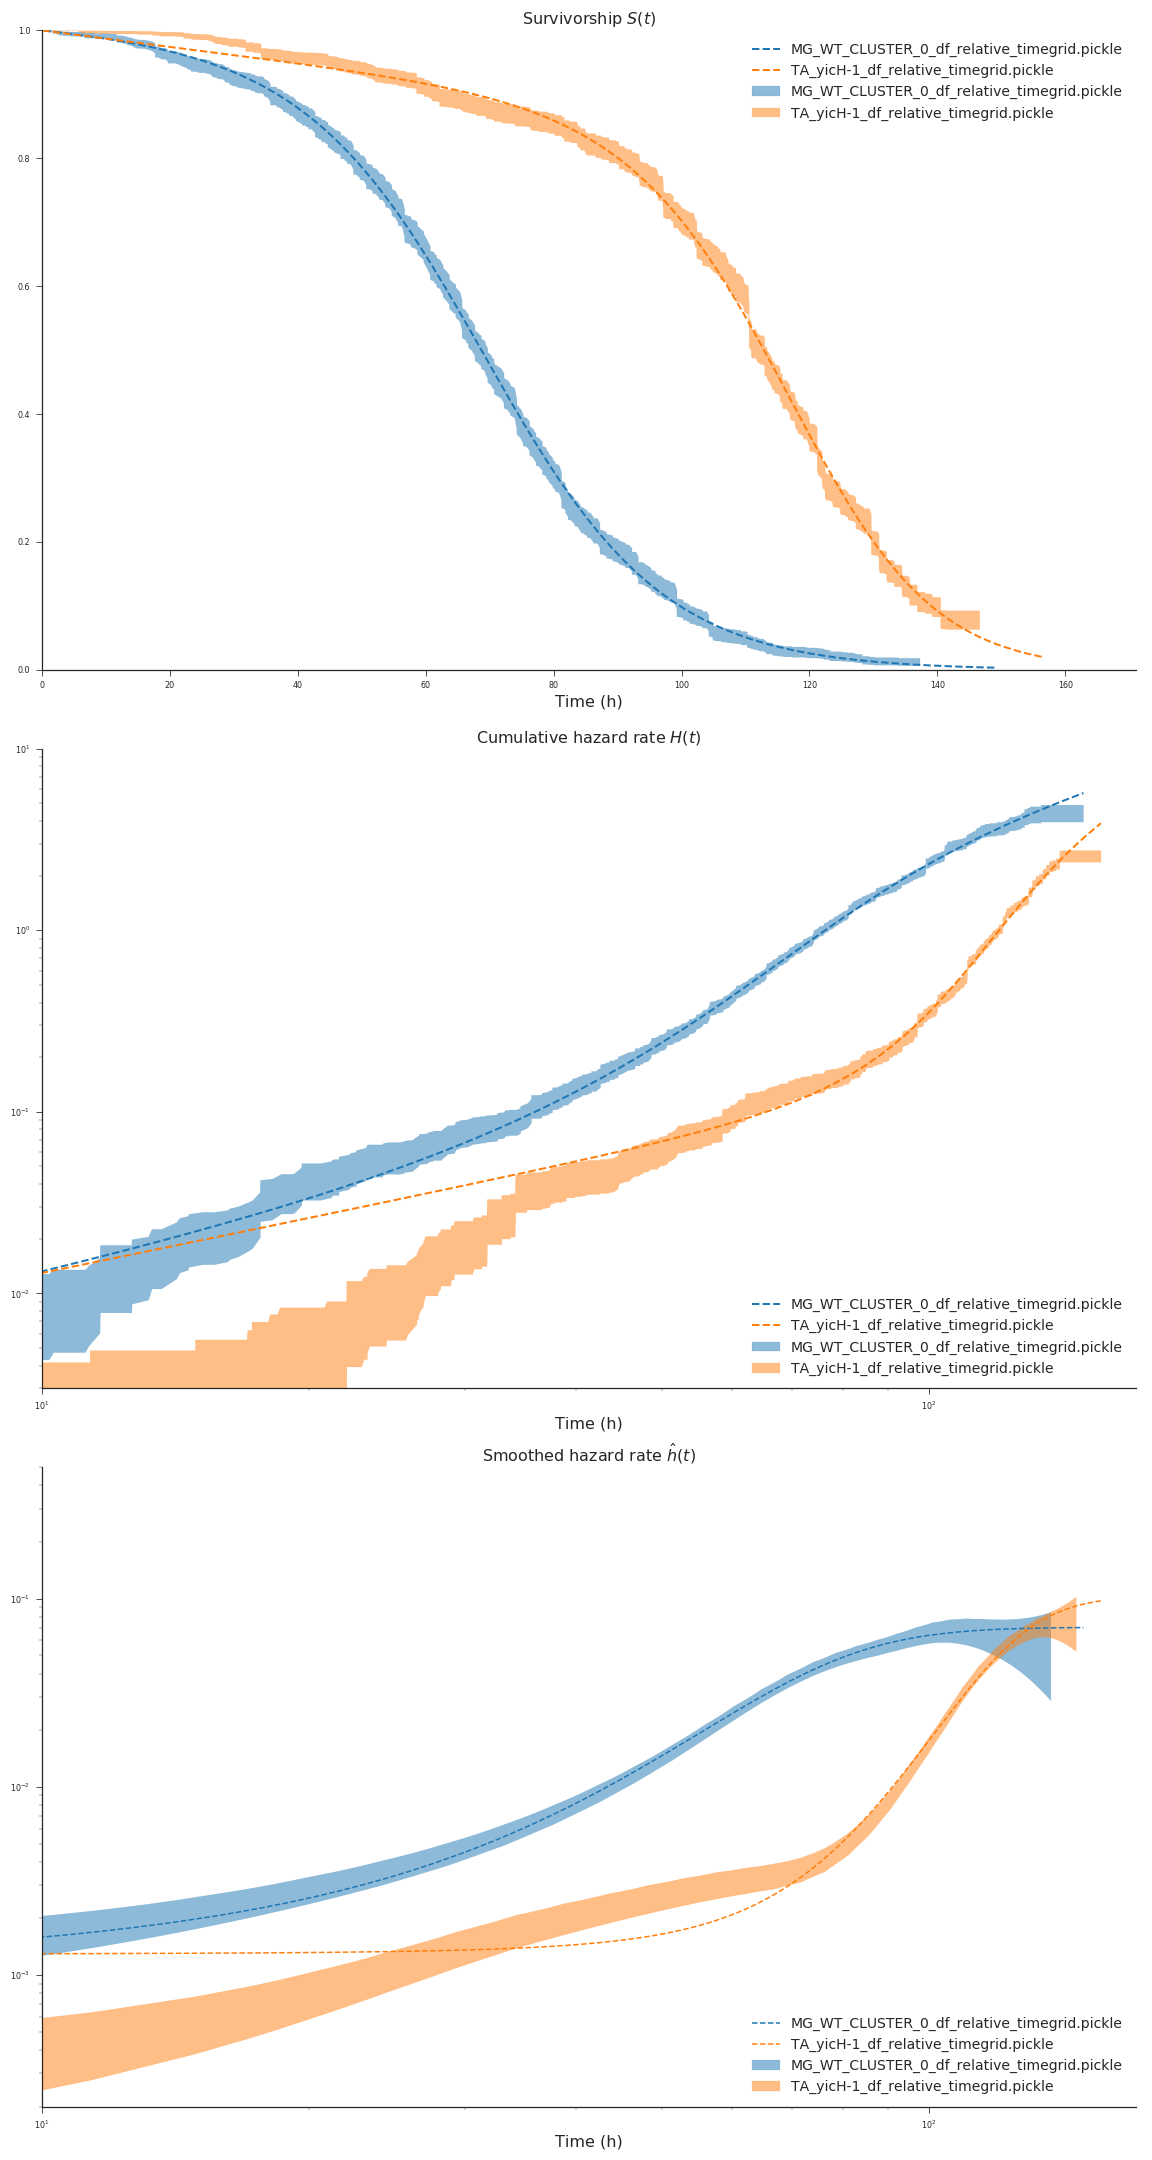 Survivorship S(t)
1.0
0.8
0.6
0.4
0.2
0.0
MG_WT_CLUSTER_0_df_relative_timegrid.pickle
TA_yicH-1_df_relative_timegrid.pickle
MG_WT_CLUSTER_0_df_relative_timegrid.pickle
TA_yicH-1_df_relative_timegrid.pickle
0 20 40 60 80 100 120 140 160
Time (h)
Cumulative hazard rate H(t)
10¹
10⁰
10⁻¹
10⁻²
MG_WT_CLUSTER_0_df_relative_timegrid.pickle
TA_yicH-1_df_relative_timegrid.pickle
MG_WT_CLUSTER_0_df_relative_timegrid.pickle
TA_yicH-1_df_relative_timegrid.pickle
10¹ 10²
Time (h)
Smoothed hazard rate ĥ(t)
10⁻¹
10⁻²
10⁻³
MG_WT_CLUSTER_0_df_relative_timegrid.pickle
TA_yicH-1_df_relative_timegrid.pickle
MG_WT_CLUSTER_0_df_relative_timegrid.pickle
TA_yicH-1_df_relative_timegrid.pickle
10¹ 10²
Time (h)